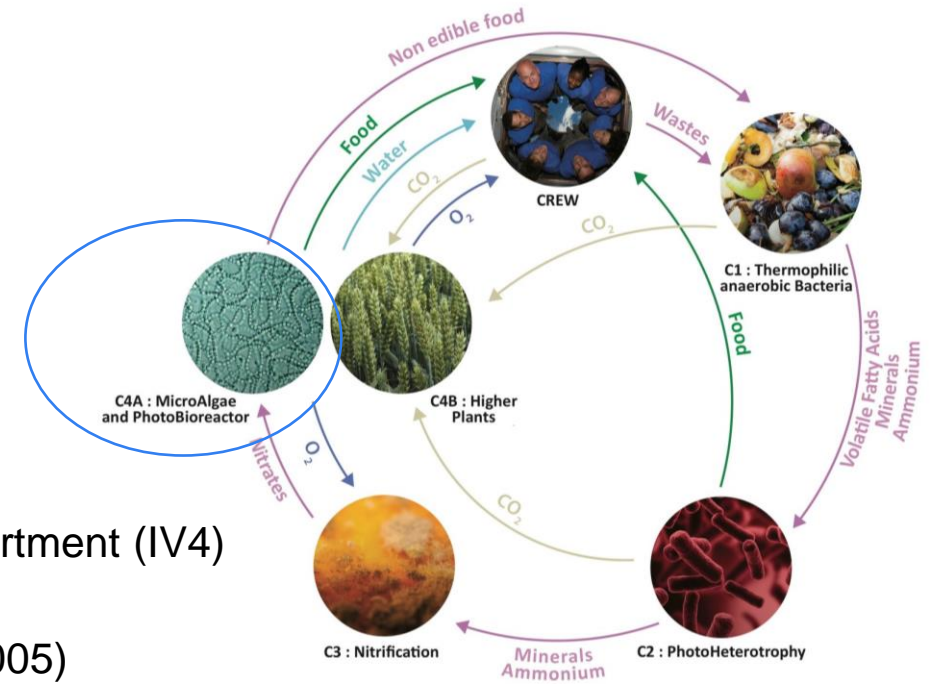 Non edible food
Food
Water
CO₂
O₂
CREW
Wastes
C1 : Thermophilic
anaerobic Bacteria
CO₂
Food
Volatile Fatty Acids
Minerals
Ammonium
C4A : MicroAlgae
and PhotoBioreactor
C4B : Higher
Plants
Nitrates
O₂
CO₂
rtment (IV4)
005)
C3 : Nitrification
Minerals
Ammonium
C2 : PhotoHeterotrophy